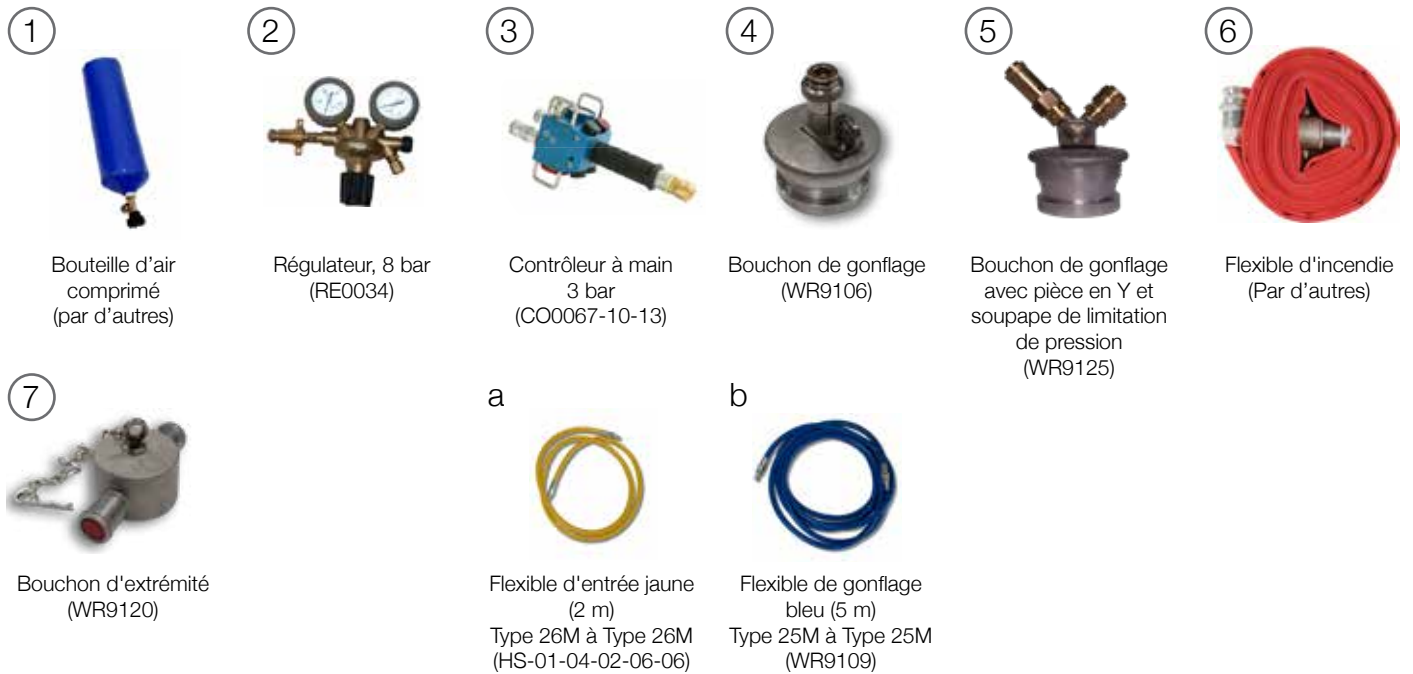 1
Bouteille d’air
comprimé
(par d’autres)
2
Régulateur, 8 bar
(RE0034)
3
Contrôleur à main
3 bar
(CO0067-10-13)
4
Bouchon de gonflage
(WR9106)
5
Bouchon de gonflage
avec pièce en Y et
soupape de limitation
de pression
(WR9125)
6
Flexible d'incendie
(Par d’autres)
7
Bouchon d'extrémité
(WR9120)
a
Flexible d'entrée jaune
(2 m)
Type 26M à Type 26M
(HS-01-04-02-06-06)
b
Flexible de gonflage
bleu (5 m)
Type 25M à Type 25M
(WR9109)